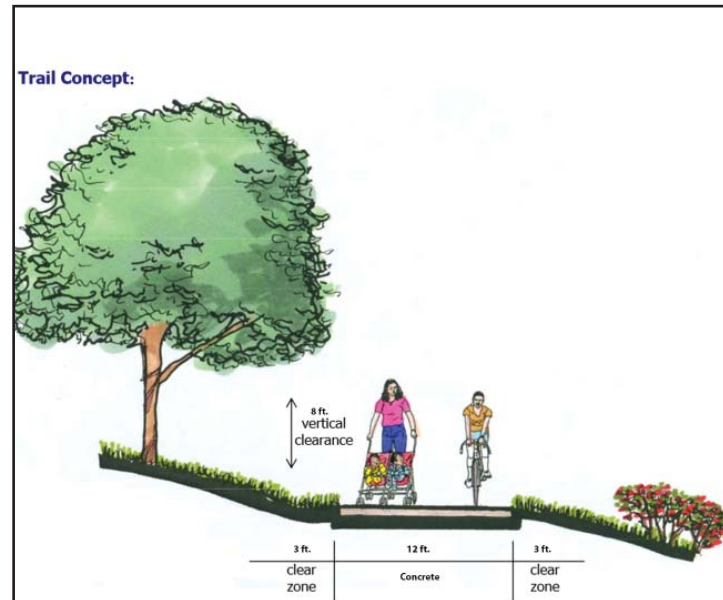 Trail Concept:
8 ft.
vertical
clearance
3 ft.
12 ft.
3 ft.
clear
zone
Concrete
clear
zone